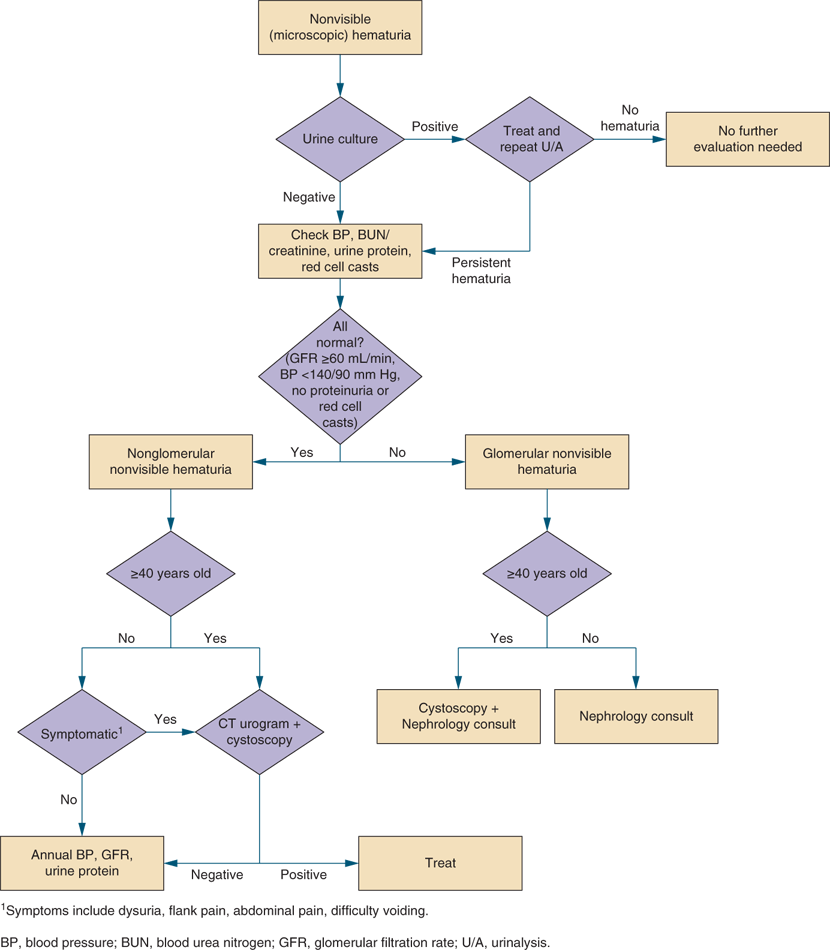 Nonvisible
(microscopic) hematuria
Urine culture
Positive
Treat and
repeat U/A
No
hematuria
No further
evaluation needed
Negative
Check BP, BUN/
creatinine, urine protein,
red cell casts
Persistent
hematuria
All
normal?
(GFR ≥60 mL/min,
BP <140/90 mm Hg,
no proteinuria or
red cell
casts)
Yes
No
Nonglomerular
nonvisible hematuria
Glomerular nonvisible
hematuria
≥40 years old
≥40 years old
No
Yes
Yes
No
Symptomatic1
Yes
CT urogram +
cystoscopy
Cystoscopy +
Nephrology consult
Nephrology consult
No
Annual BP, GFR,
urine protein
Negative
Positive
Treat
1Symptoms include dysuria, flank pain, abdominal pain, difficulty voiding.
BP, blood pressure; BUN, blood urea nitrogen; GFR, glomerular filtration rate; U/A, urinalysis.